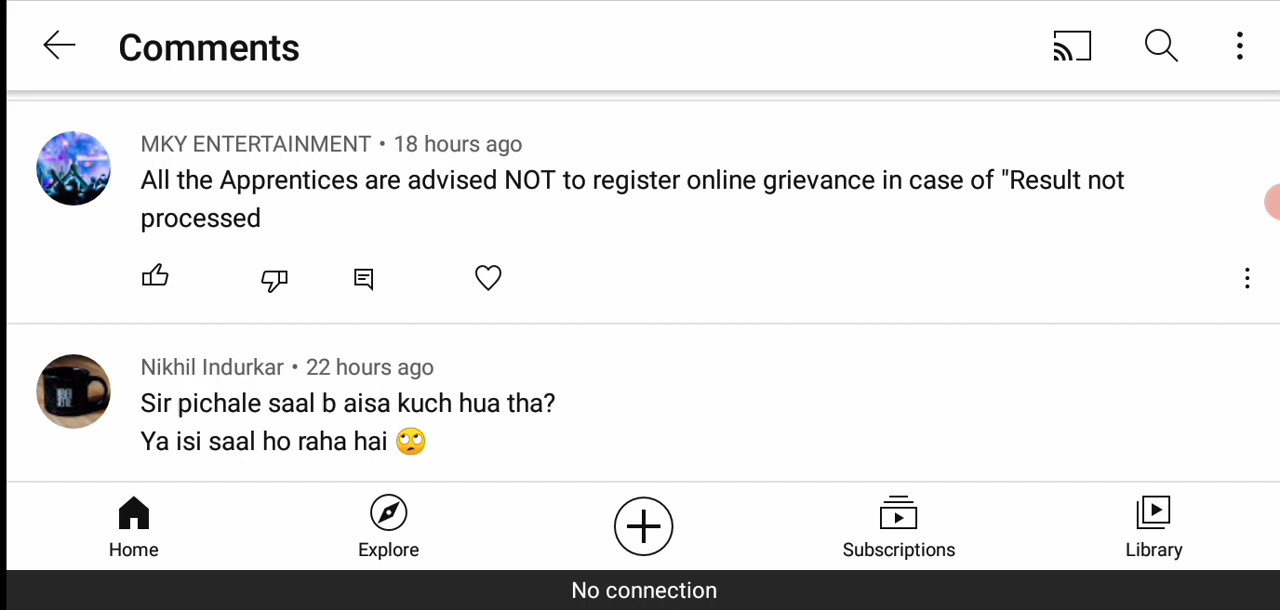 Comments
MKY ENTERTAINMENT • 18 hours ago
All the Apprentices are advised NOT to register online grievance in case of "Result not
processed
Nikhil Indurkar • 22 hours ago
Sir pichale saal b aisa kuch hua tha?
Ya isi saal ho raha hai 🙄
Home Explore Subscriptions Library
No connection